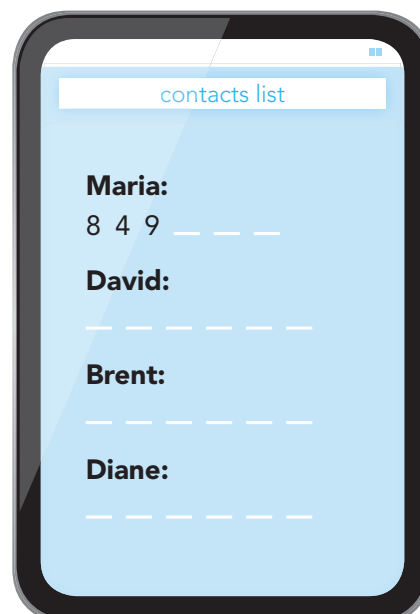 contacts list
Maria:
8 4 9 _ _ _
David:
_ _ _ _ _ _
Brent:
_ _ _ _ _ _
Diane:
_ _ _ _ _ _